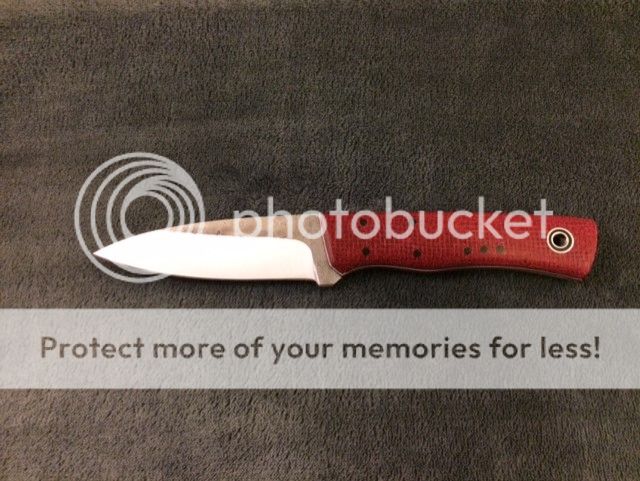 photobucket
Protect more of your memories for less!